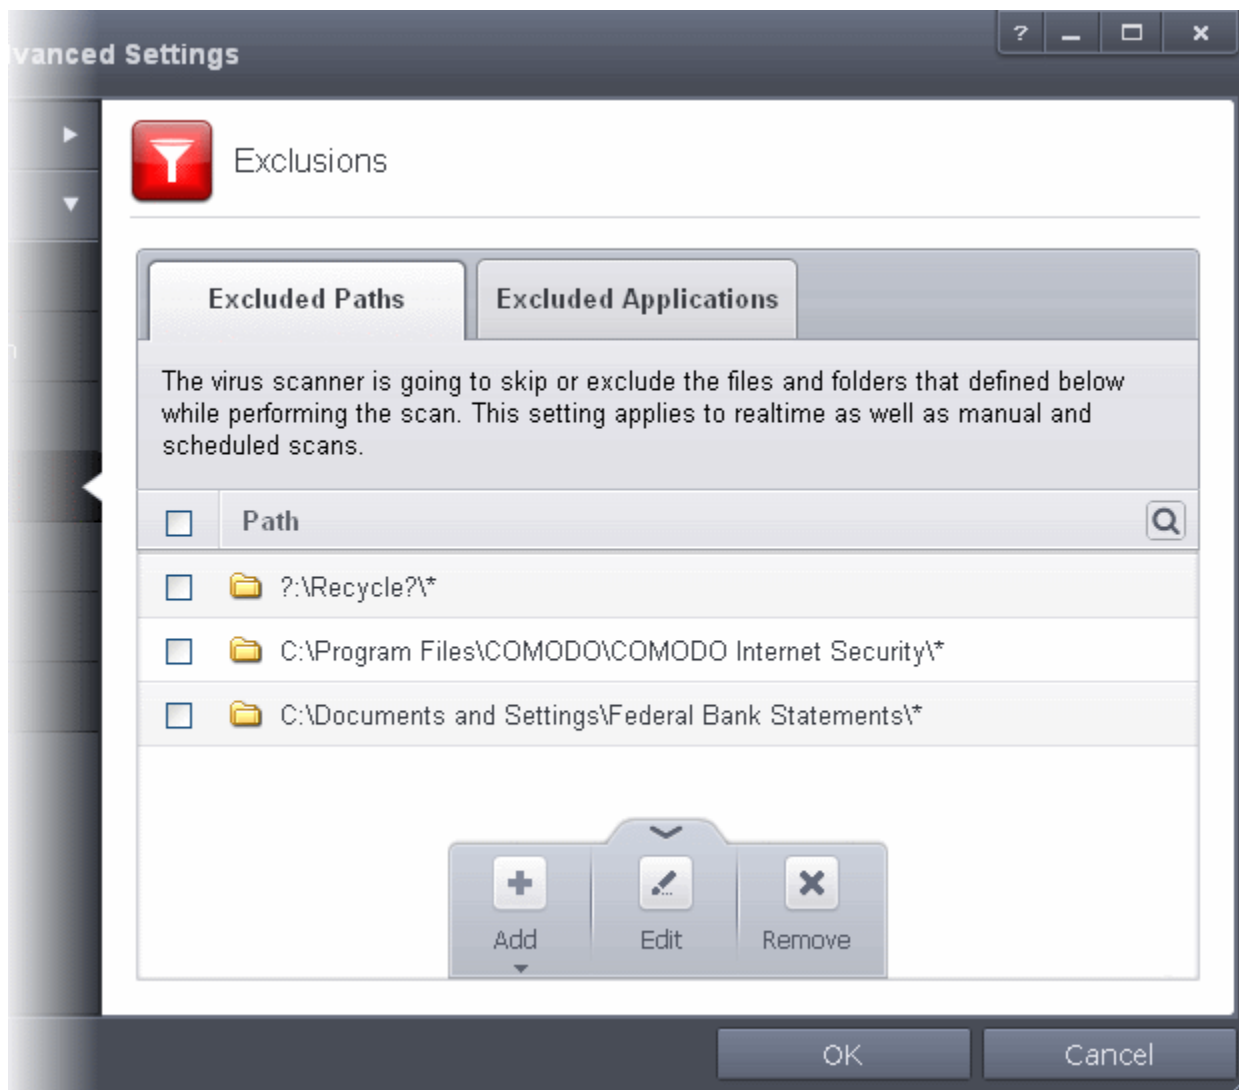 vanced Settings
?
Exclusions
Excluded Paths
Excluded Applications
The virus scanner is going to skip or exclude the files and folders that defined below
while performing the scan. This setting applies to realtime as well as manual and
scheduled scans.
Path
?:\Recycle?\*
C:\Program Files\COMODO\COMODO Internet Security\*
C:\Documents and Settings\Federal Bank Statements\*
Add
Edit
Remove
OK
Cancel